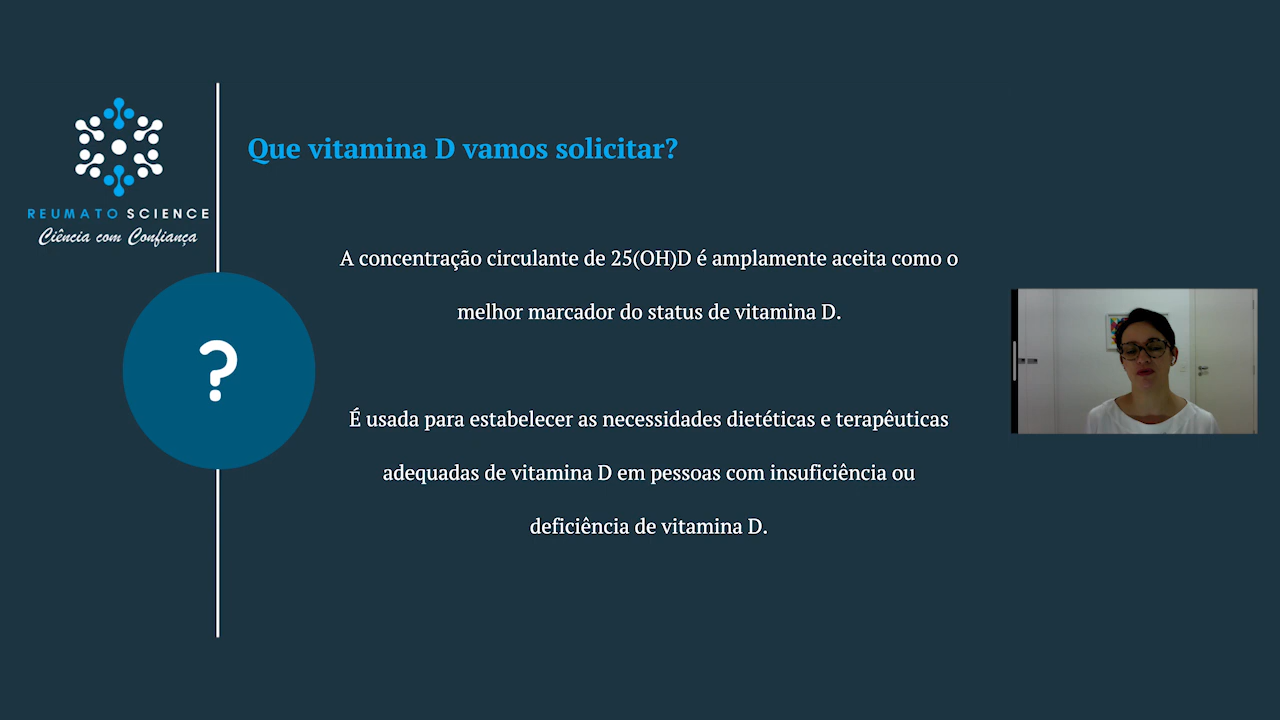 REUMATO SCIENCE
Ciência com Confiança
?
Que vitamina D vamos solicitar?
A concentração circulante de 25(OH)D é amplamente aceita como o
melhor marcador do status de vitamina D.
É usada para estabelecer as necessidades dietéticas e terapêuticas
adequadas de vitamina D em pessoas com insuficiência ou
deficiência de vitamina D.